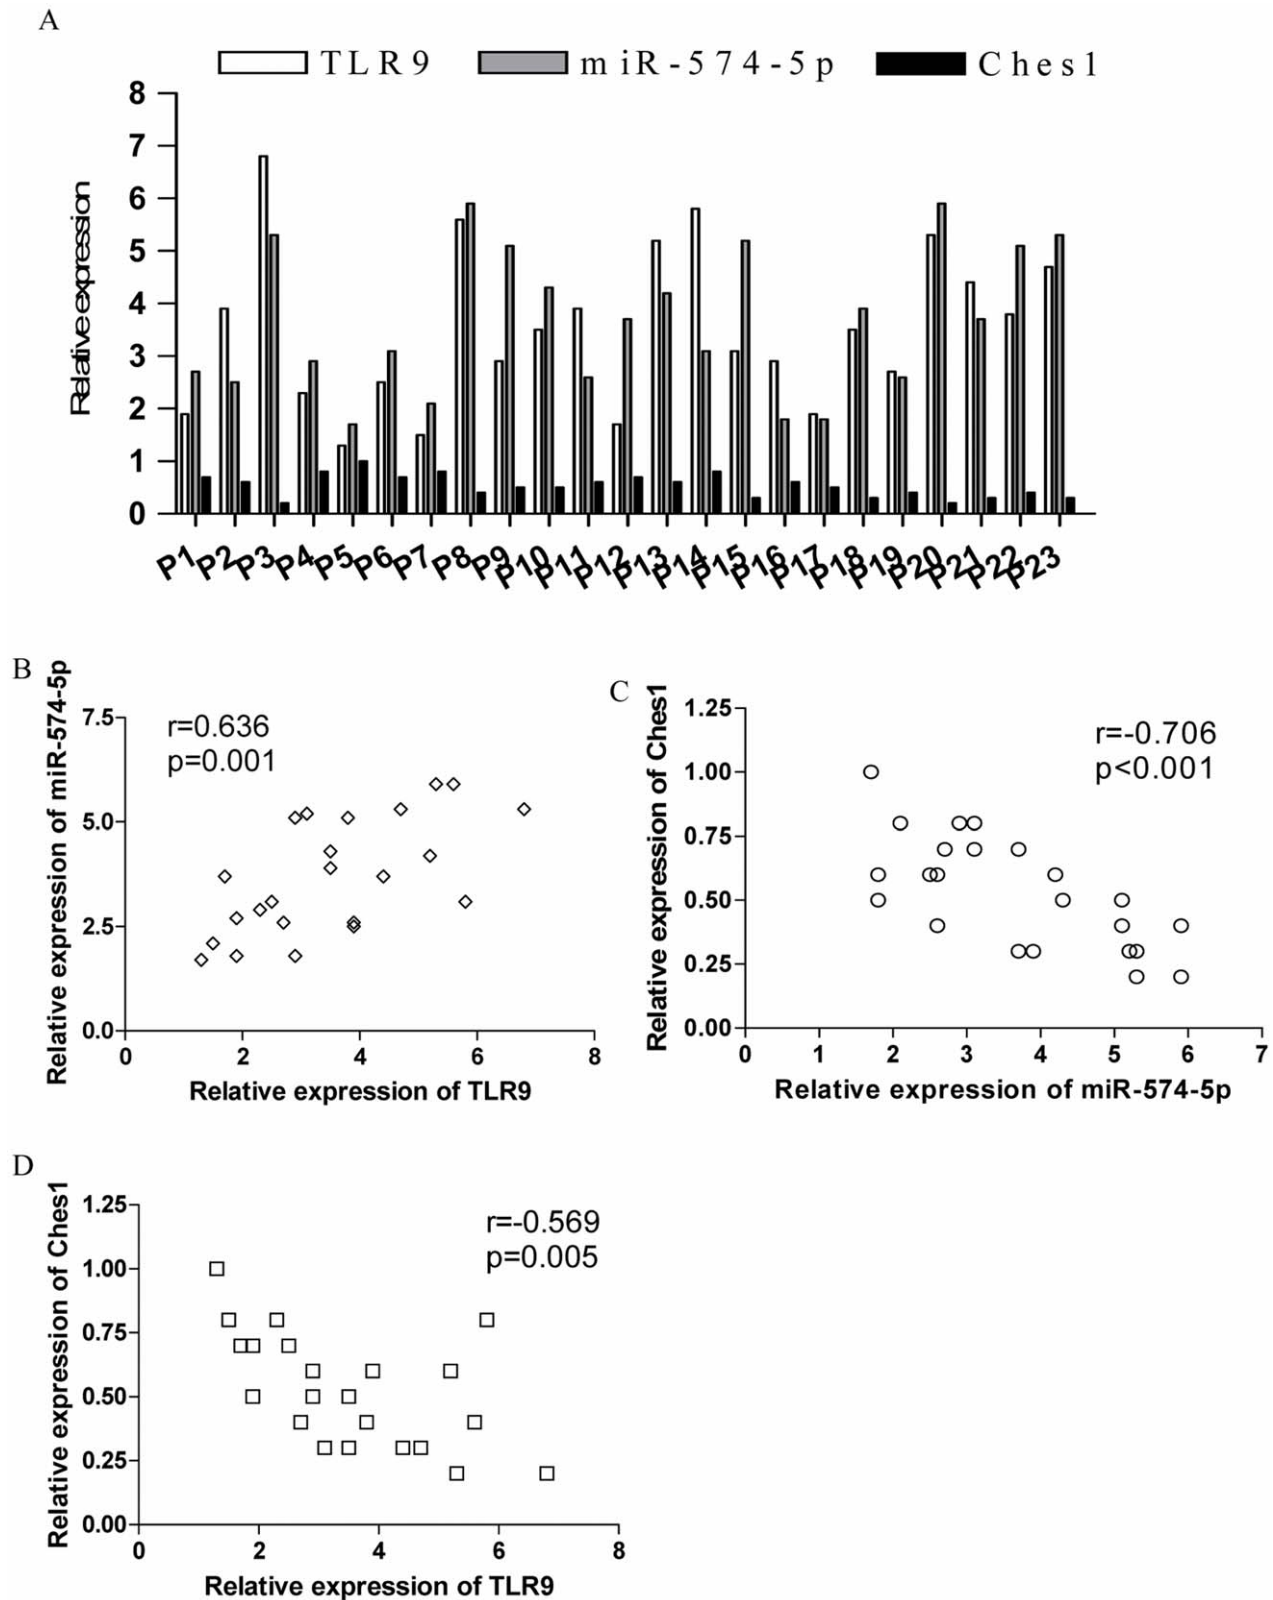 A
TLR9 miR-574-5p Ches1
8
7
6
5
4
3
2
1
0
Relative expression
P1 P2 P3 P4 P5 P6 P7 P8 P9 P10 P11 P12 P13 P14 P15 P16 P17 P18 P19 P20 P21 P22 P23
B
Relative expression of miR-574-5p
7.5
5.0
2.5
0.0
r=0.636
p=0.001
0 2 4 6 8
Relative expression of TLR9
C
Relative expression of Ches1
1.25
1.00
0.75
0.50
0.25
0.00
r=-0.706
p<0.001
0 1 2 3 4 5 6 7
Relative expression of miR-574-5p
D
Relative expression of Ches1
1.25
1.00
0.75
0.50
0.25
0.00
r=-0.569
p=0.005
0 2 4 6 8
Relative expression of TLR9